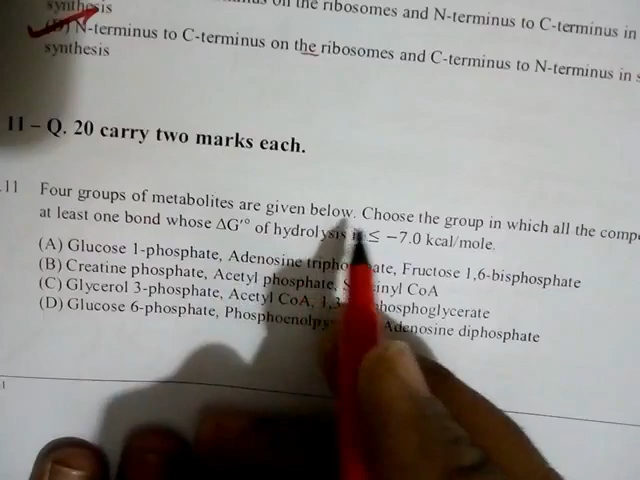 synthesis
on the ribosomes and N-terminus to C-terminus in
(D) N-terminus to C-terminus on the ribosomes and C-terminus to N-terminus in s
synthesis
11 – Q. 20 carry two marks each.
.11 Four groups of metabolites are given below. Choose the group in which all the comp
at least one bond whose ΔG'° of hydrolysis is ≤ −7.0 kcal/mole.
(A) Glucose 1-phosphate, Adenosine triphosphate, Fructose 1,6-bisphosphate
(B) Creatine phosphate, Acetyl phosphate, Succinyl CoA
(C) Glycerol 3-phosphate, Acetyl CoA, 1,3-bisphosphoglycerate
(D) Glucose 6-phosphate, Adenosine diphosphate